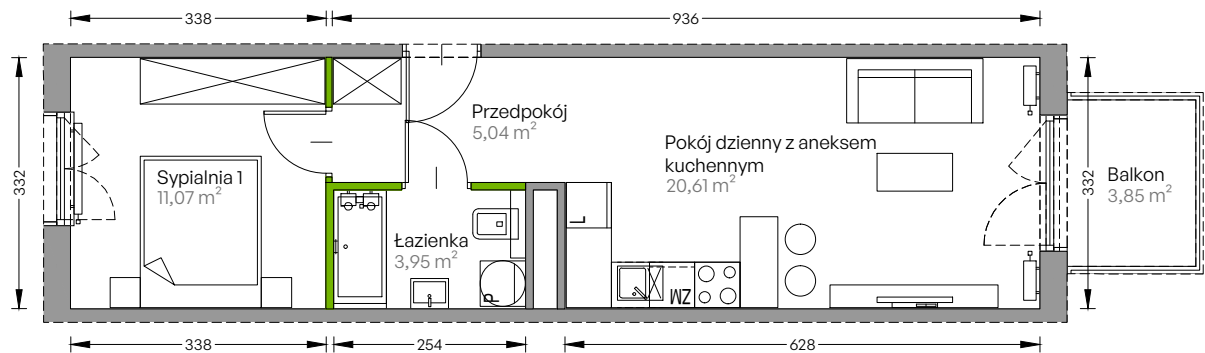 338
936
Przedpokój
5,04 m²
Pokój dzienny z aneksem
kuchennym
20,61 m²
332
Sypialnia 1
11,07 m²
332
Balkon
3,85 m²
L
Łazienka
3,95 m²
P
ZM
338
254
628